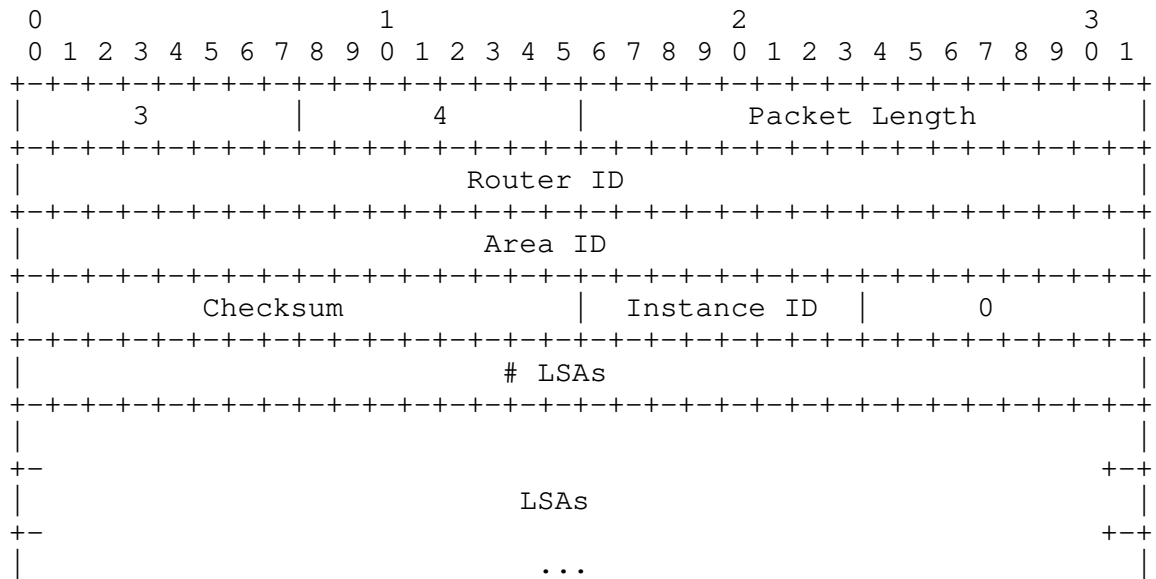 0                   1                   2                   3
0 1 2 3 4 5 6 7 8 9 0 1 2 3 4 5 6 7 8 9 0 1 2 3 4 5 6 7 8 9 0 1
+-+-+-+-+-+-+-+-+-+-+-+-+-+-+-+-+-+-+-+-+-+-+-+-+-+-+-+-+-+-+-+-+
|       3       |       4       |         Packet Length         |
+-+-+-+-+-+-+-+-+-+-+-+-+-+-+-+-+-+-+-+-+-+-+-+-+-+-+-+-+-+-+-+-+
|                         Router ID                             |
+-+-+-+-+-+-+-+-+-+-+-+-+-+-+-+-+-+-+-+-+-+-+-+-+-+-+-+-+-+-+-+-+
|                          Area ID                              |
+-+-+-+-+-+-+-+-+-+-+-+-+-+-+-+-+-+-+-+-+-+-+-+-+-+-+-+-+-+-+-+-+
|          Checksum             |  Instance ID  |      0        |
+-+-+-+-+-+-+-+-+-+-+-+-+-+-+-+-+-+-+-+-+-+-+-+-+-+-+-+-+-+-+-+-+
|                           # LSAs                              |
+-+-+-+-+-+-+-+-+-+-+-+-+-+-+-+-+-+-+-+-+-+-+-+-+-+-+-+-+-+-+-+-+
|                                                               |
+-                                                            +-+
|                            LSAs                               |
+-                                                            +-+
|                             ...                               |